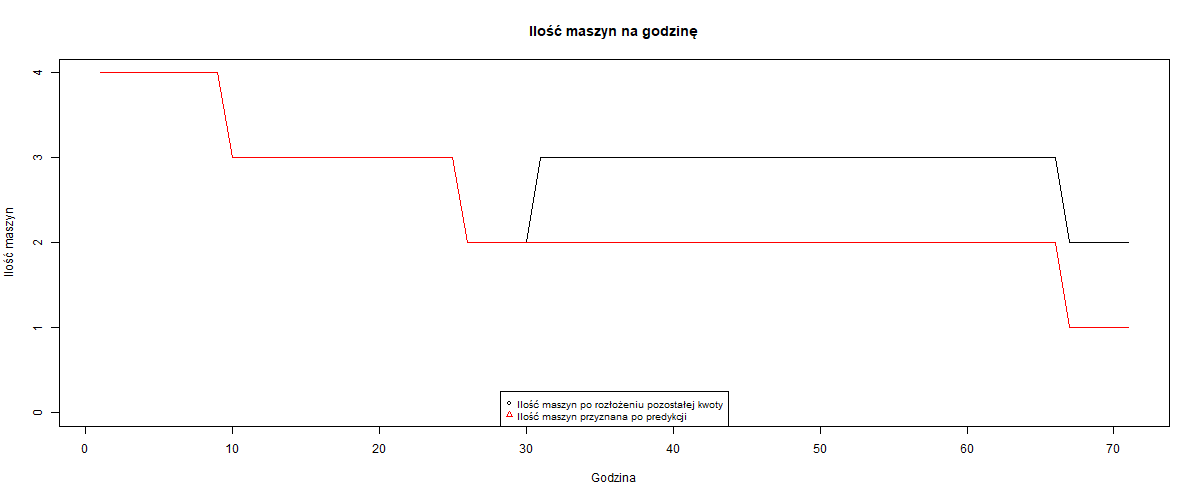 Ilość maszyn na godzinę
Ilość maszyn
4
3
2
1
0
Ilość maszyn po rozłożeniu pozostałej kwoty
Ilość maszyn przyznana po predykcji
0 10 20 30 40 50 60 70
Godzina